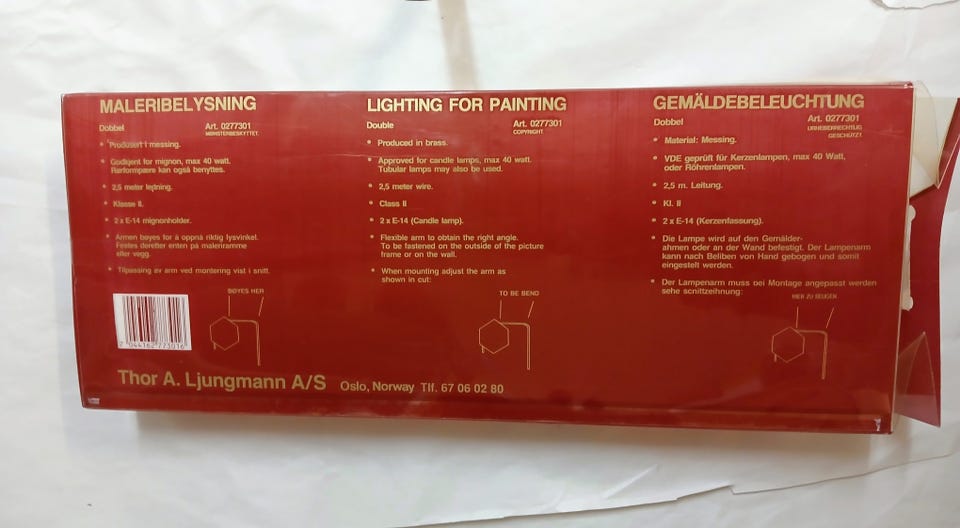 MALERIBELYSNING
Dobbel
Art. 0277301
MØNSTERBESKYTTET.
Produsert i messing.
Godkjent for mignon, max 40 watt.
Rørlompære kan også benyttes.
2,5 meter ledning.
Klasse II.
2 x E-14 mignonholder.
Armen bøyes for å oppnå riktig lysvinkel.
Festes deretter enten på maleriramme
eller vegg.
Tilpasning av arm ved montering vist i snitt.
BØYES HER
Thor A. Ljungmann A/S Oslo, Norway Tlf. 67 06 02 80
LIGHTING FOR PAINTING
Double
Art. 0277301
COPYRIGHT
Produced in brass.
Approved for candle lamps, max 40 watt.
Tubular lamps may also be used.
2,5 meter wire.
Class II
2 x E-14 (Candle lamp).
Flexible arm to obtain the right angle.
To be fastened on the outside of the picture
frame or on the wall.
When mounting adjust the arm as
shown in cut:
TO BE BEND
GEMÄLDEBELEUCHTUNG
Dobbel
Art. 0277301
URHEBERRECHTLICH
GESCHÜTZT
Material: Messing.
VDE geprüft für Kerzenlampen, max 40 Watt,
oder Röhrenlampen.
2,5 m. Leitung.
Kl. II
2 x E-14 (Kerzenfassung).
Die Lampe wird auf den Gemälder-
ahmen oder an der Wand befestigt. Der Lampenarm
kann nach Beliben von Hand gebogen und somit
eingestelt werden.
Der Lampenarm muss bei Montage angepasst werden
sehe schnittzeihnung:
HIER ZU BEUGEN